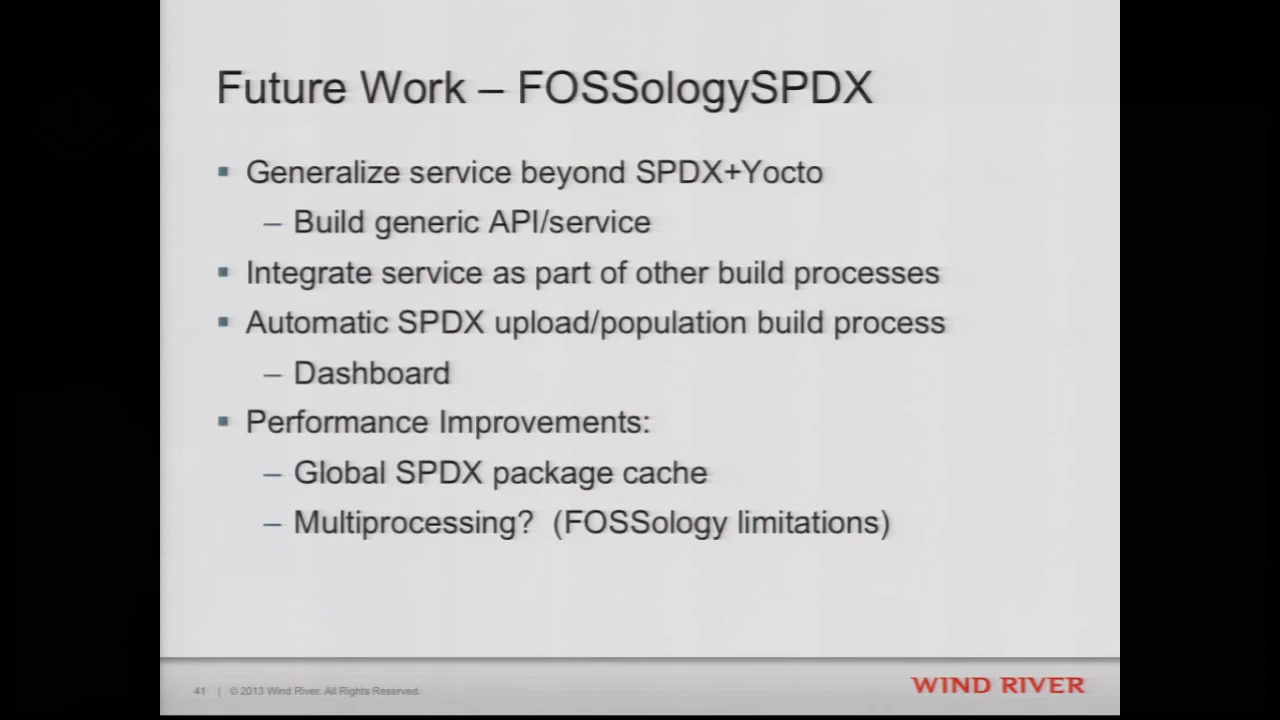 Future Work – FOSSologySPDX
▪ Generalize service beyond SPDX+Yocto
– Build generic API/service
▪ Integrate service as part of other build processes
▪ Automatic SPDX upload/population build process
– Dashboard
▪ Performance Improvements:
– Global SPDX package cache
– Multiprocessing? (FOSSology limitations)
41 | © 2013 Wind River. All Rights Reserved.
WIND RIVER